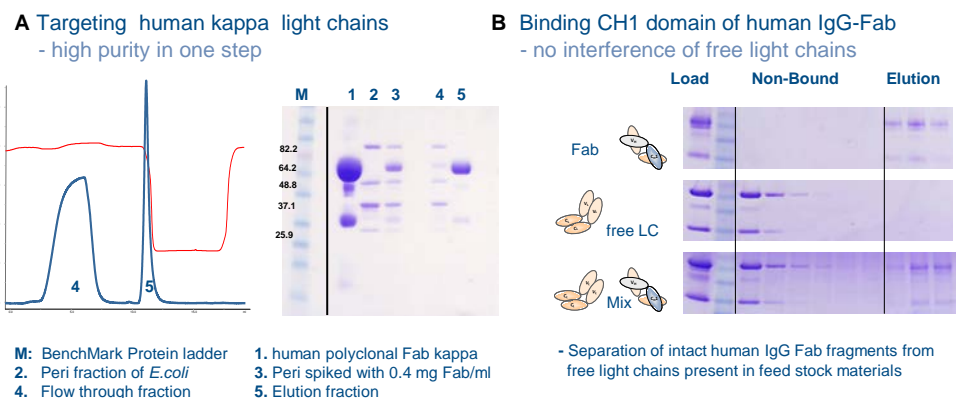 A Targeting human kappa light chains
- high purity in one step
M 1 2 3 4 5
82.2
64.2
48.8
37.1
25.9
4
5
M: BenchMark Protein ladder
2. Peri fraction of E.coli
4. Flow through fraction
1. human polyclonal Fab kappa
3. Peri spiked with 0.4 mg Fab/ml
5. Elution fraction
B Binding CH1 domain of human IgG-Fab
- no interference of free light chains
Load Non-Bound Elution
Fab
free LC
Mix
- Separation of intact human IgG Fab fragments from
free light chains present in feed stock materials